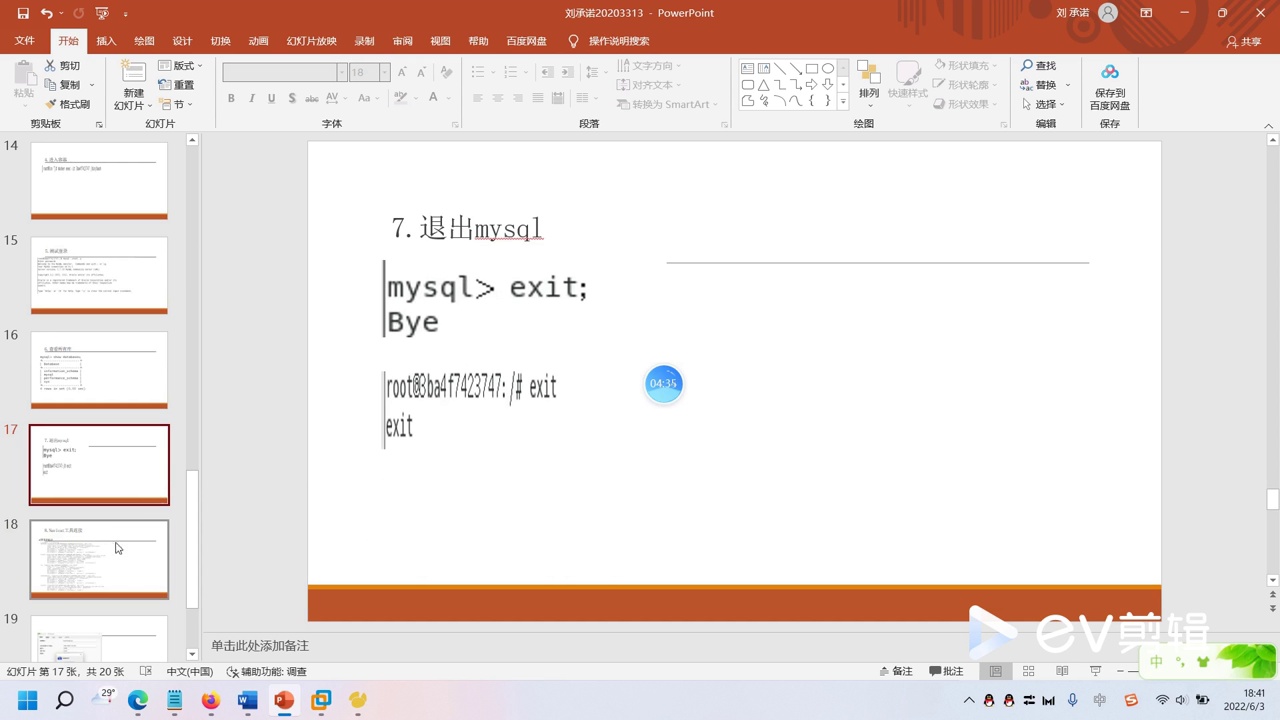 刘承诺20203313 - PowerPoint
刘 承诺
文件 开始 插入 绘图 设计 切换 动画 幻灯片放映 录制 审阅 视图 帮助 百度网盘 操作说明搜索 共享
粘贴 剪切 复制 格式刷
新建 幻灯片 版式 重置 节
18
B I U S abc AV Aa A
文字方向
对齐文本
转换为 SmartArt
排列 快速样式 形状填充 形状轮廓 形状效果
查找 替换 选择
保存到 百度网盘
剪贴板 幻灯片 字体 段落 绘图 编辑 保存
14
15
16
17
18
19
7.退出mysql
mysql> exit;
Bye
root@3ba4f7423747:/# exit
exit
04:35
EV剪辑
单击此处添加备注
中
幻灯片 第 17 张，共 20 张 中文(中国) 辅助功能: 调查 备注 批注
29°
中
18:41
2022/6/3